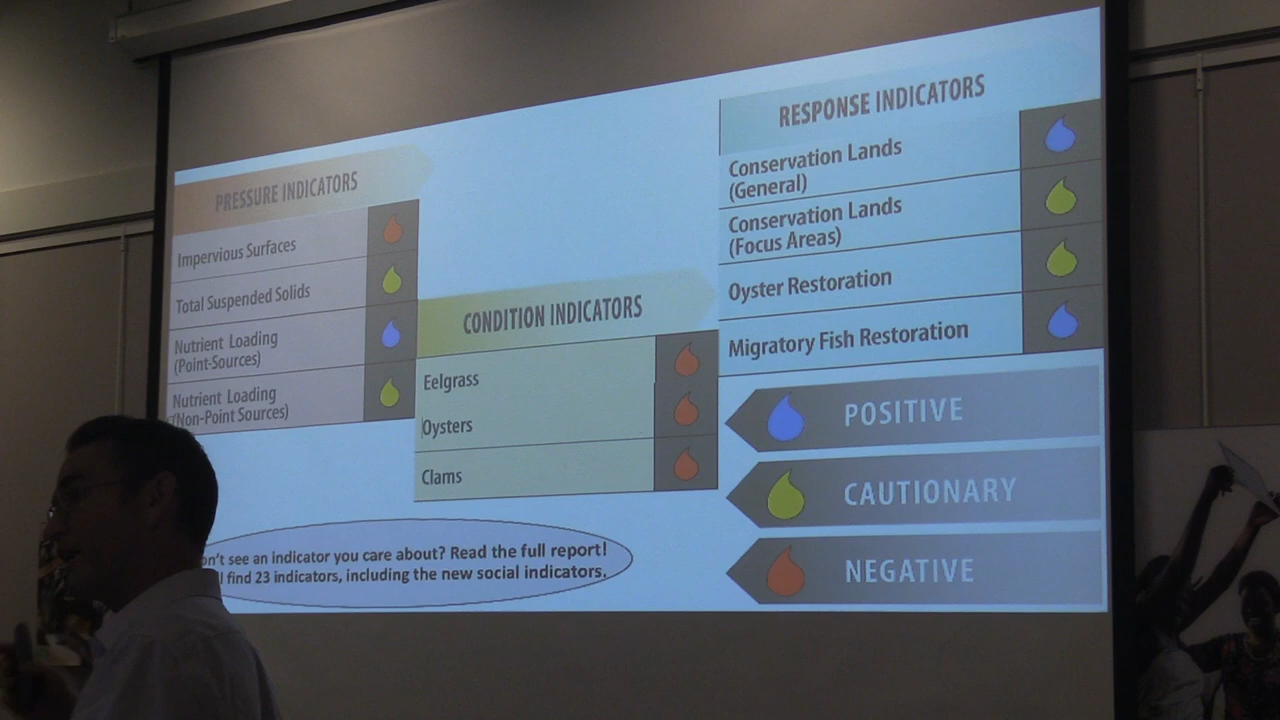 PRESSURE INDICATORS
Impervious Surfaces
Total Suspended Solids
Nutrient Loading
(Point-Sources)
Nutrient Loading
(Non-Point Sources)
CONDITION INDICATORS
Eelgrass
Oysters
Clams
RESPONSE INDICATORS
Conservation Lands
(General)
Conservation Lands
(Focus Areas)
Oyster Restoration
Migratory Fish Restoration
POSITIVE
CAUTIONARY
NEGATIVE
see an indicator you care about? Read the full report!
find 23 indicators, including the new social indicators.